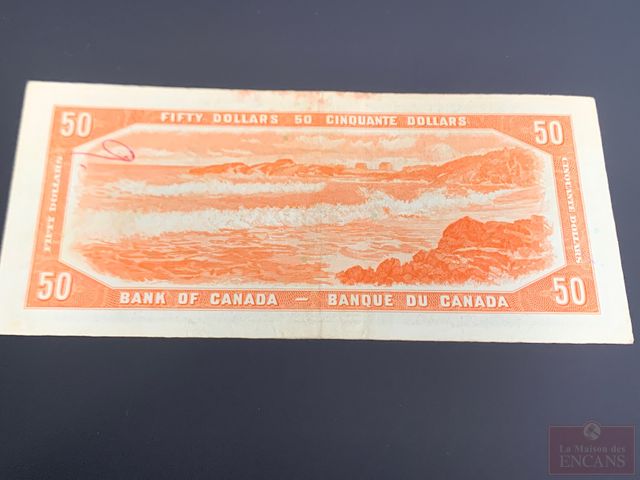 FIFTY DOLLARS 50 CINQUANTE DOLLARS
50
50
FIFTY DOLLARS
CINQUANTE DOLLARS
50
50
BANK OF CANADA — BANQUE DU CANADA
La Maison des
ENCANS